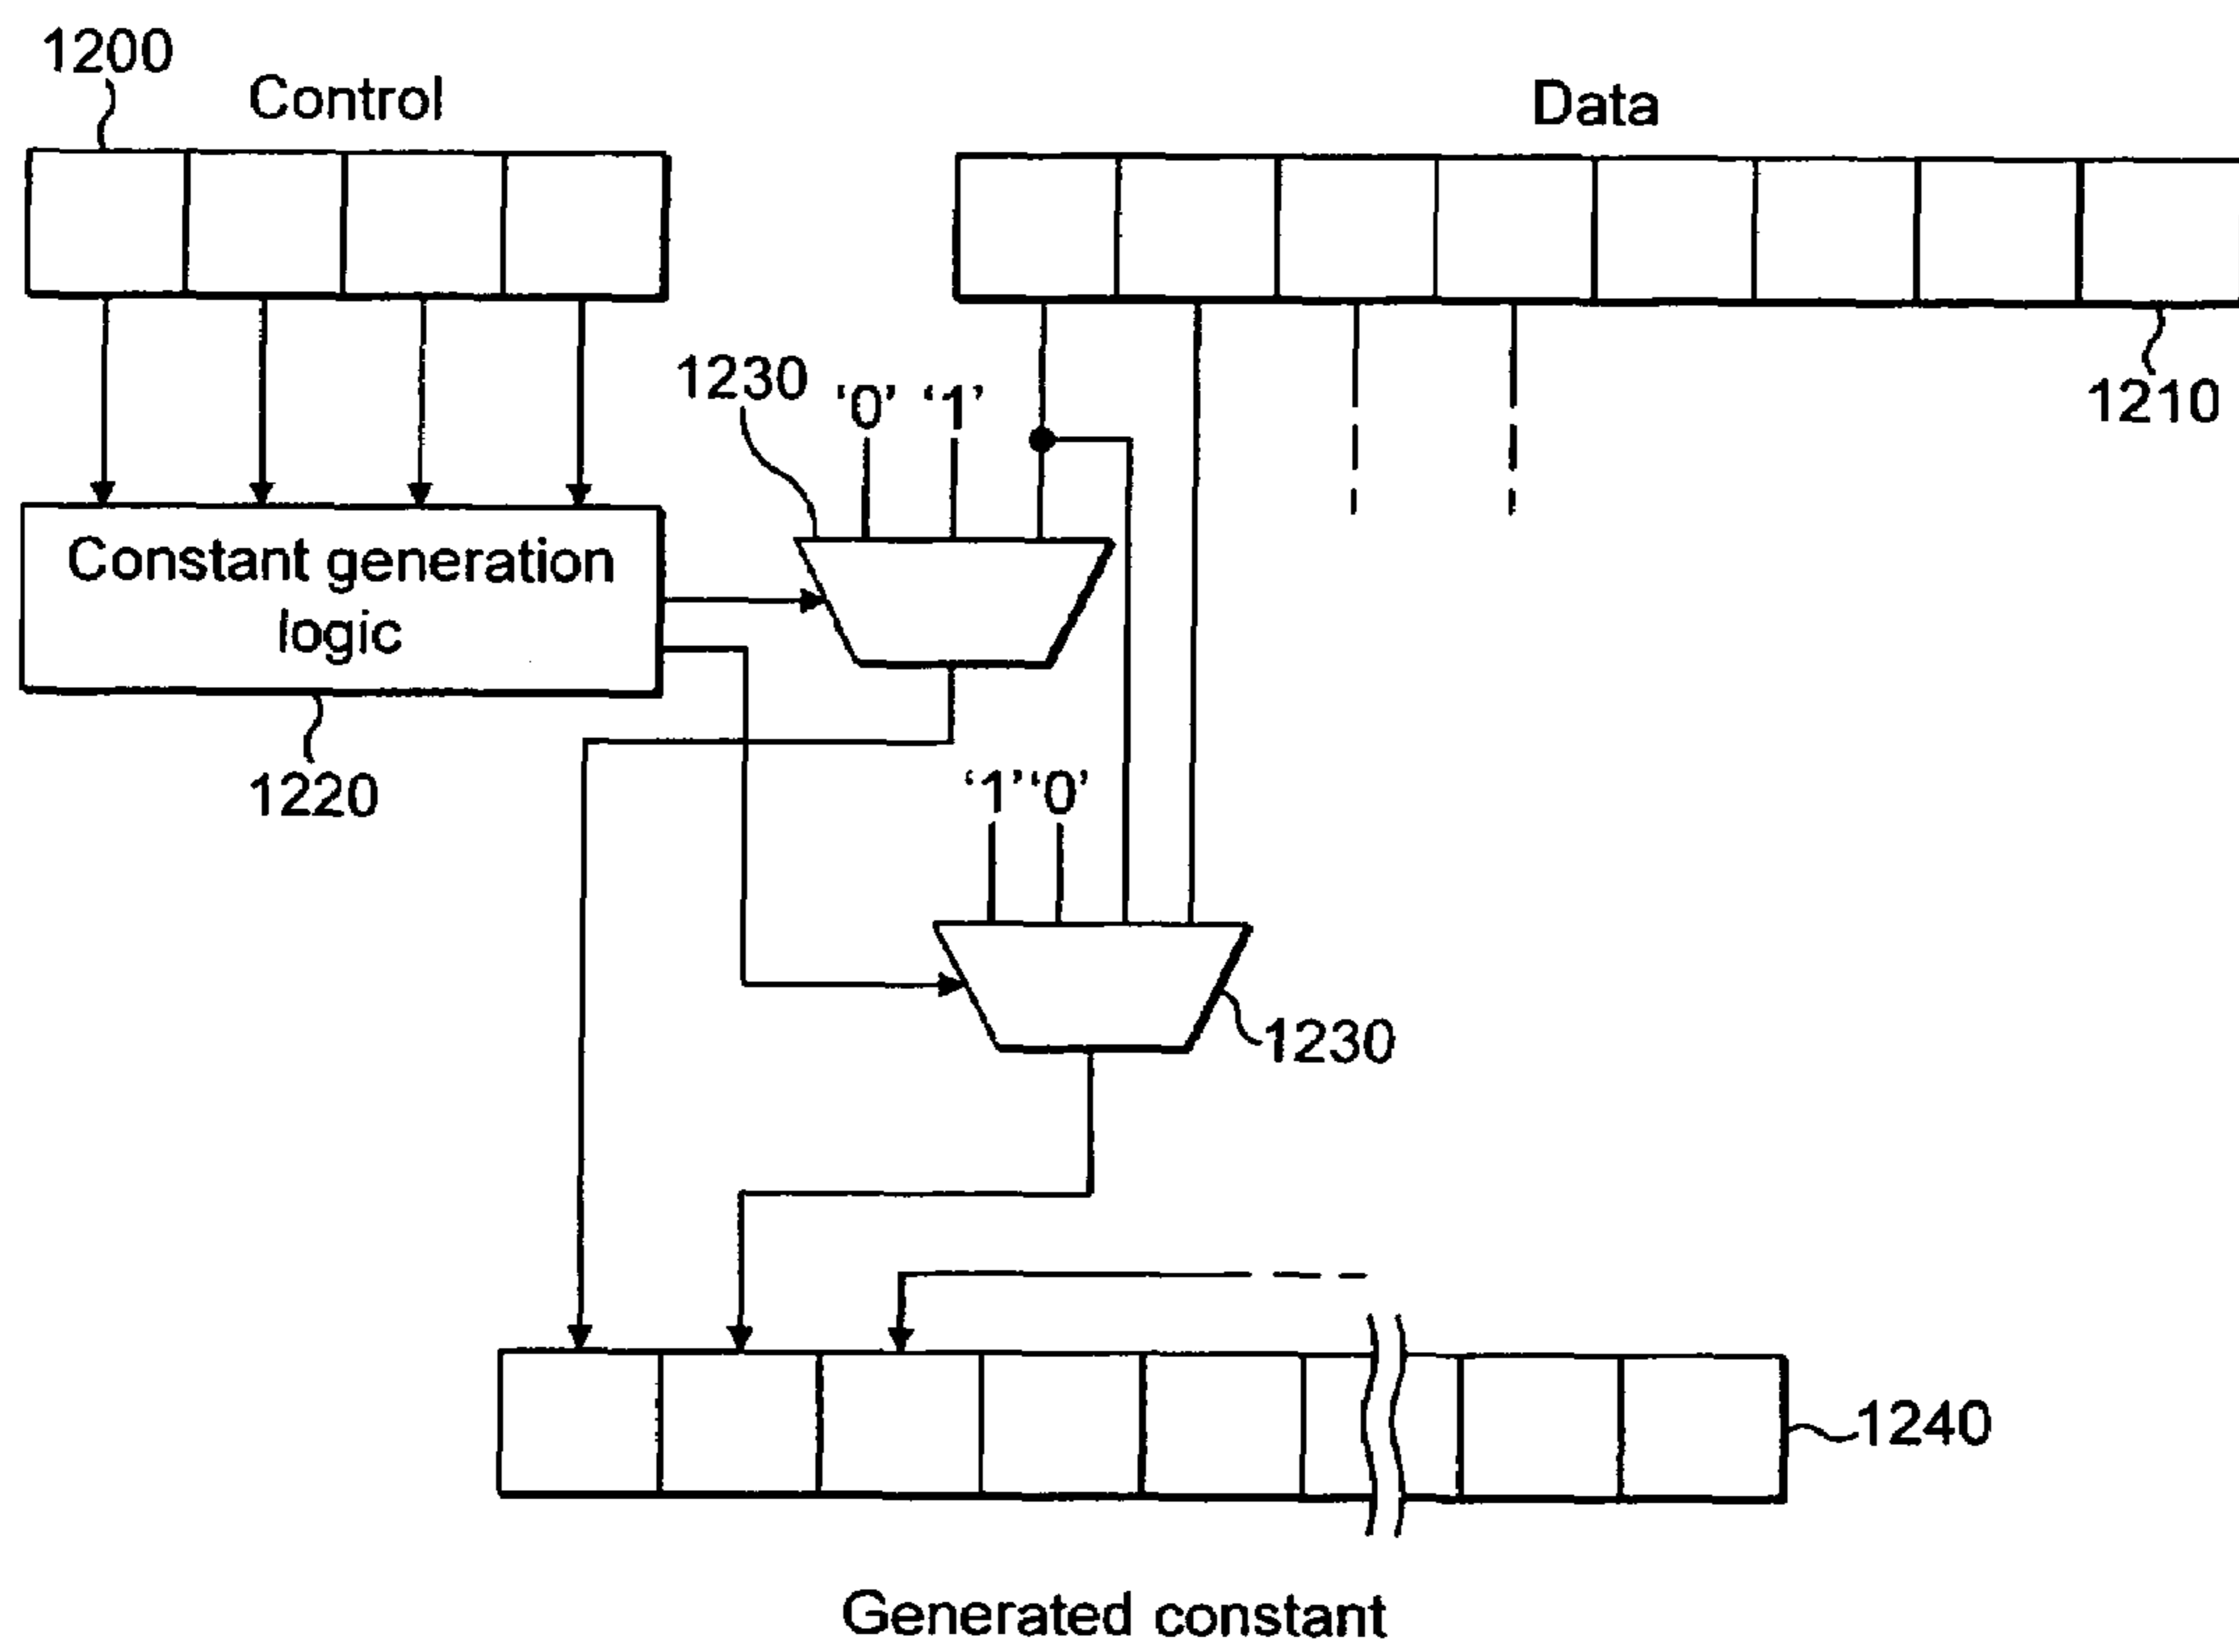 1200
Control
Data
1210
1230
‘0’ ‘1’
Constant generation
logic
1220
‘1’ ‘0’
1230
1240
Generated constant